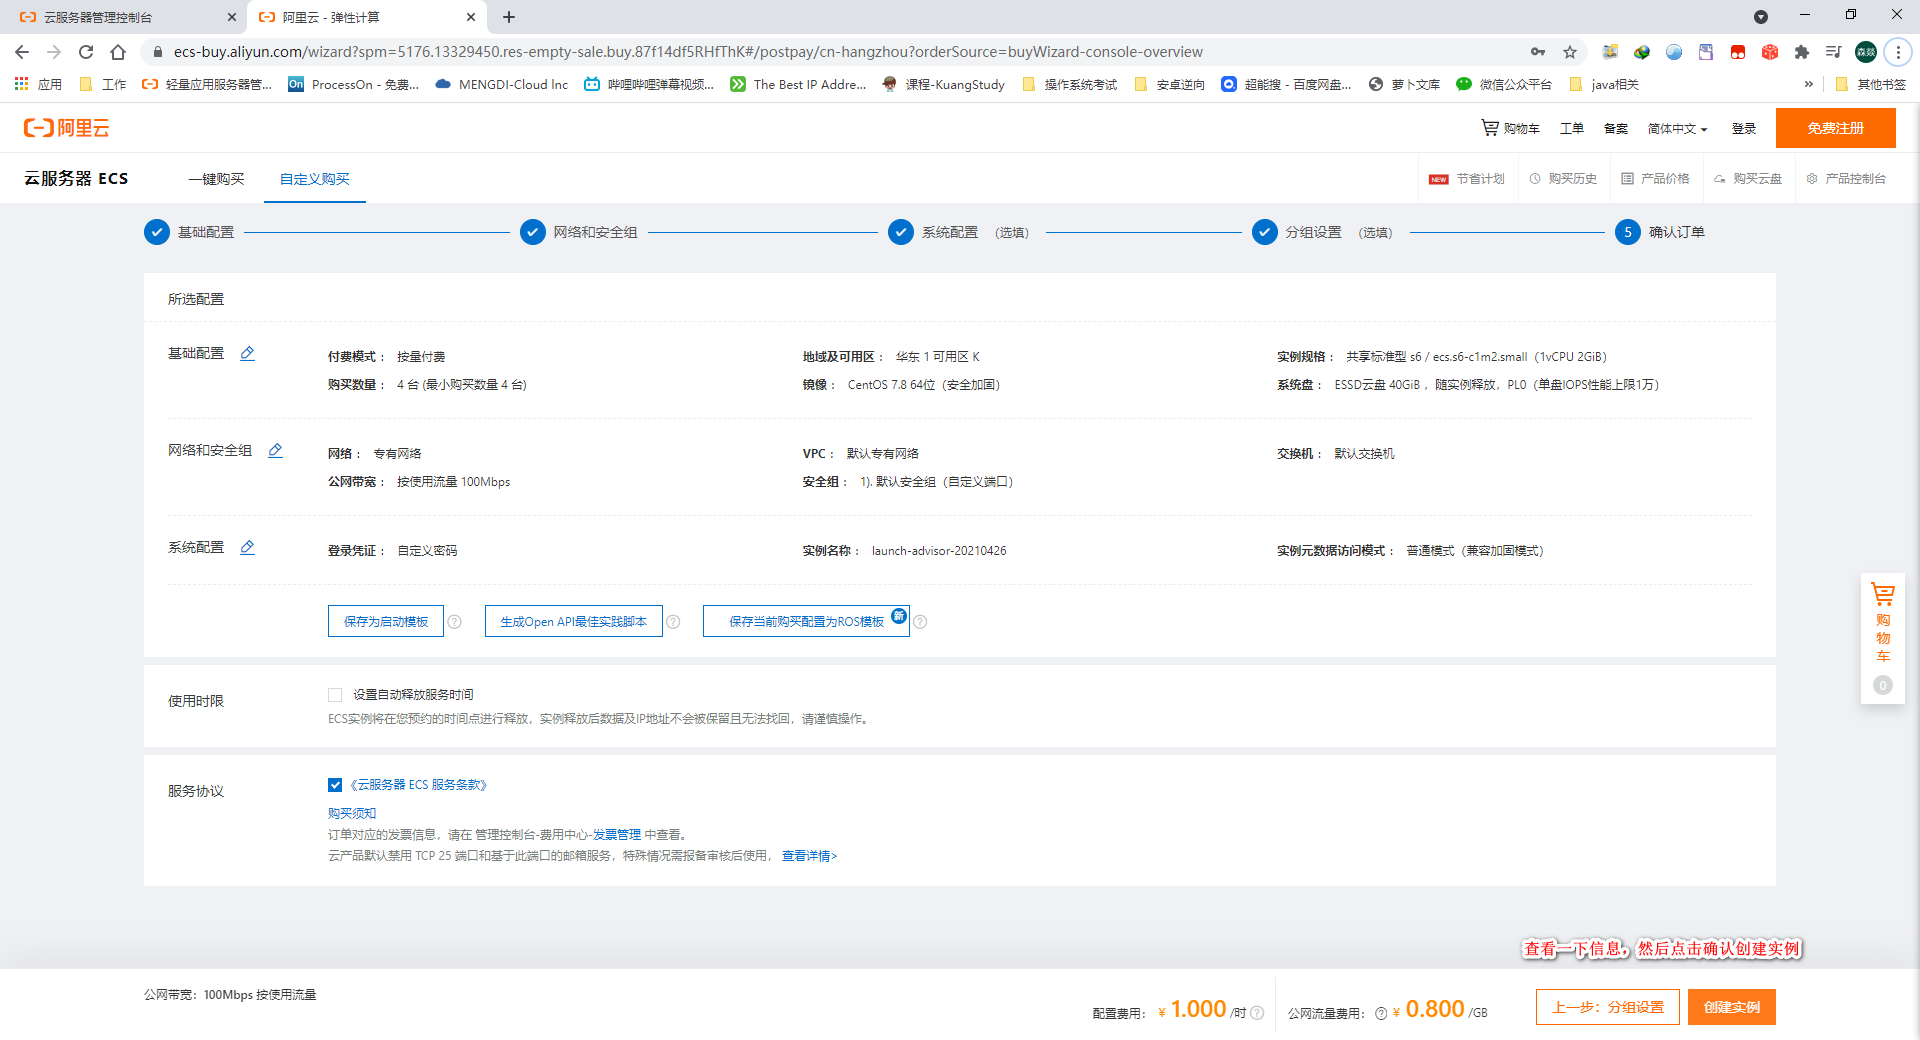 云服务器管理控制台
阿里云 - 弹性计算
ecs-buy.aliyun.com/wizard?spm=5176.13329450.res-empty-sale.buy.87f14df5RHfThK#/postpay/cn-hangzhou?orderSource=buyWizard-console-overview
应用 工作 轻量应用服务器管... ProcessOn - 免费... MENGDI-Cloud Inc 哔哩哔哩弹幕视频... The Best IP Addre... 课程-KuangStudy 操作系统考试 安卓逆向 超能搜 - 百度网盘... 萝卜文库 微信公众平台 java相关 » 其他书签
阿里云 购物车 工单 备案 简体中文 登录 免费注册
云服务器 ECS 一键购买 自定义购买 NEW 节省计划 购买历史 产品价格 购买云盘 产品控制台
基础配置 网络和安全组 系统配置 (选填) 分组设置 (选填) 5 确认订单
所选配置
基础配置 付费模式： 按量付费 地域及可用区： 华东 1 可用区 K 实例规格： 共享标准型 s6 / ecs.s6-c1m2.small（1vCPU 2GiB）
购买数量： 4 台 (最小购买数量 4 台) 镜像： CentOS 7.8 64位（安全加固） 系统盘： ESSD云盘 40GiB ，随实例释放，PL0（单盘IOPS性能上限1万）
网络和安全组 网络： 专有网络 VPC： 默认专有网络 交换机： 默认交换机
公网带宽： 按使用流量 100Mbps 安全组： 1). 默认安全组（自定义端口）
系统配置 登录凭证： 自定义密码 实例名称： launch-advisor-20210426 实例元数据访问模式： 普通模式（兼容加固模式）
保存为启动模板 ? 生成Open API最佳实践脚本 ? 保存当前购买配置为ROS模板 新 ?
购
物
车
0
使用时限 设置自动释放服务时间
ECS实例将在您预约的时间点进行释放，实例释放后数据及IP地址不会被保留且无法找回，请谨慎操作。
服务协议 《云服务器 ECS 服务条款》
购买须知
订单对应的发票信息，请在 管理控制台-费用中心-发票管理 中查看。
云产品默认禁用 TCP 25 端口和基于此端口的邮箱服务，特殊情况需报备审核后使用， 查看详情>
查看一下信息，然后点击确认创建实例
公网带宽：100Mbps 按使用流量
配置费用： ¥ 1.000 /时 ? 公网流量费用： ? ¥ 0.800 /GB 上一步：分组设置 创建实例